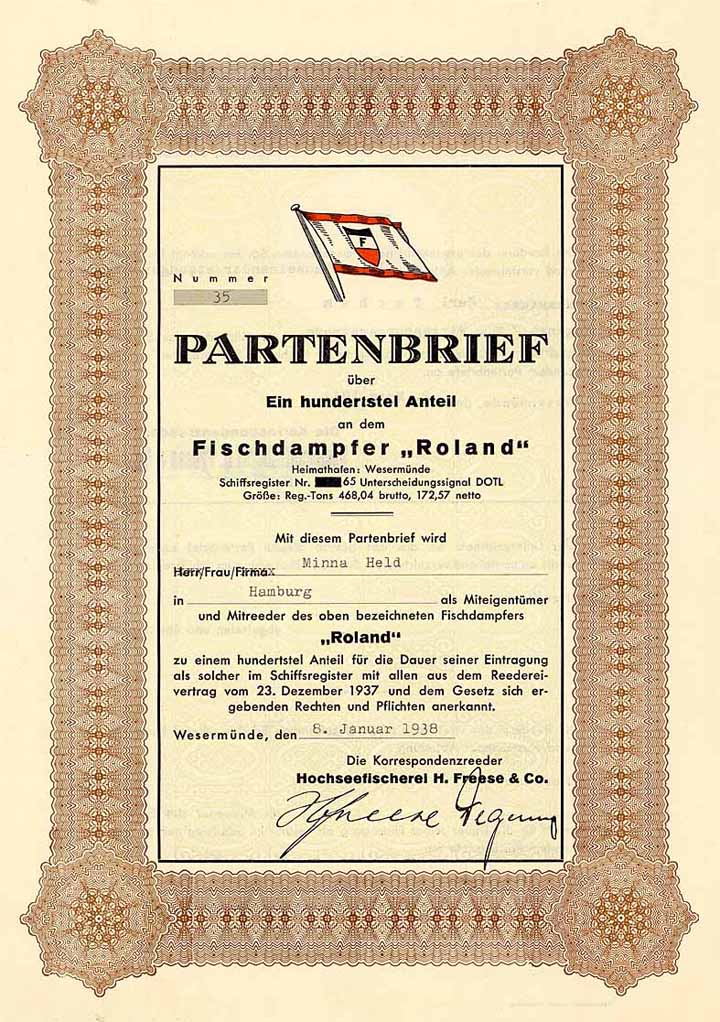 F
Nummer
35
PARTENBRIEF
über
Ein hundertstel Anteil
an dem
Fischdampfer „Roland"
Heimathafen: Wesermünde
Schiffsregister Nr. 65 Unterscheidungssignal DOTL
Größe: Reg.-Tons 468,04 brutto, 172,57 netto
Mit diesem Partenbrief wird
Herr/Frau/Firma Minna Held
in Hamburg als Miteigentümer
und Mitreeder des oben bezeichneten Fischdampfers
„Roland"
zu einem hundertstel Anteil für die Dauer seiner Eintragung
als solcher im Schiffsregister mit allen aus dem Reederei-
vertrag vom 23. Dezember 1937 und dem Gesetz sich er-
gebenden Rechten und Pflichten anerkannt.
Wesermünde, den 8. Januar 1938
Die Korrespondenzreeder
Hochseefischerei H. Freese & Co.